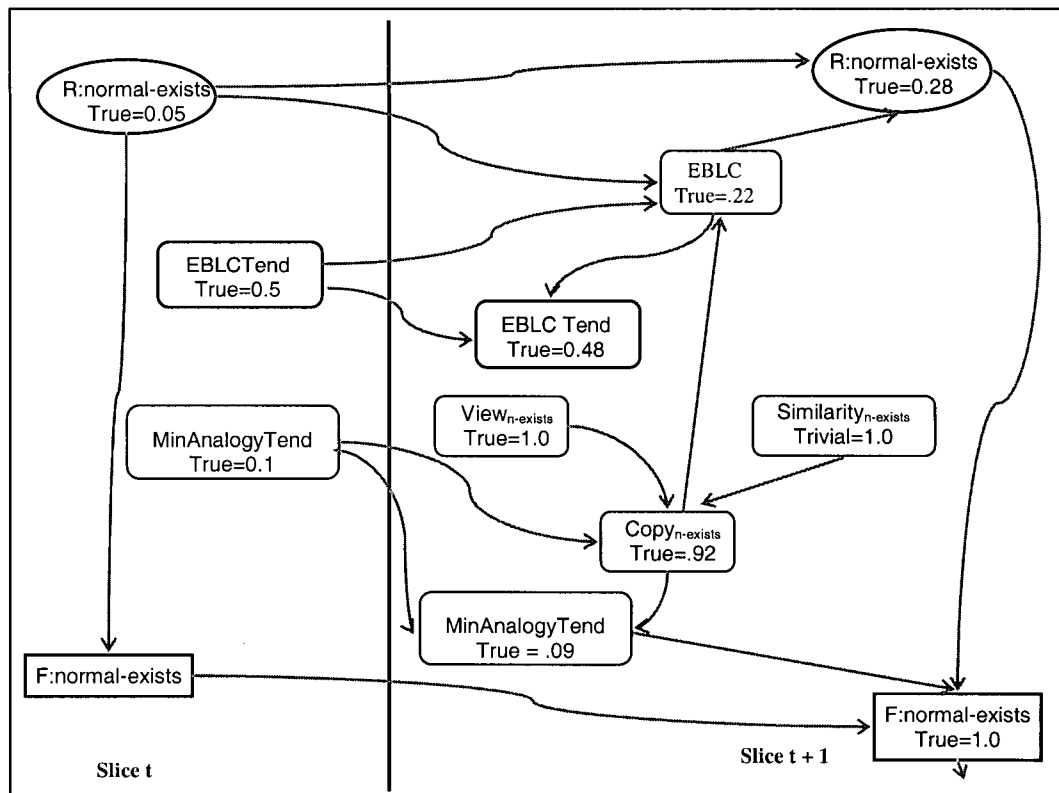 R:normal-exists
True=0.05
R:normal-exists
True=0.28
EBLC
True=.22
EBLCTend
True=0.5
EBLC Tend
True=0.48
View n-exists
True=1.0
Similarity n-exists
Trivial=1.0
MinAnalogyTend
True=0.1
Copy n-exists
True=.92
MinAnalogyTend
True = .09
F:normal-exists
F:normal-exists
True=1.0
Slice t
Slice t + 1